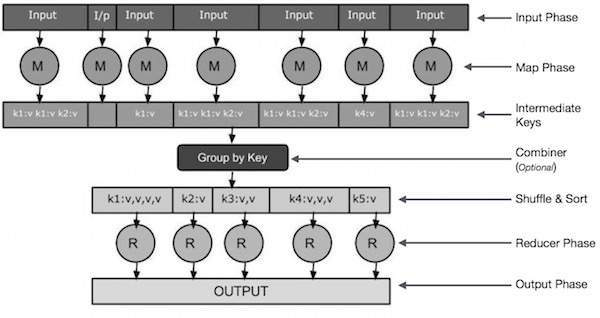 Input I/p Input Input Input Input Input Input Phase
M M M M M M M Map Phase
k1:v k1:v k2:v k1:v k1:v k1:v k2:v k1:v k1:v k2:v k4:v k1:v k1:v k2:v Intermediate
Keys
Group by Key Combiner
(Optional)
k1:v,v,v,v k2:v k3:v,v k4:v,v,v k5:v Shuffle & Sort
R R R R R Reducer Phase
OUTPUT Output Phase